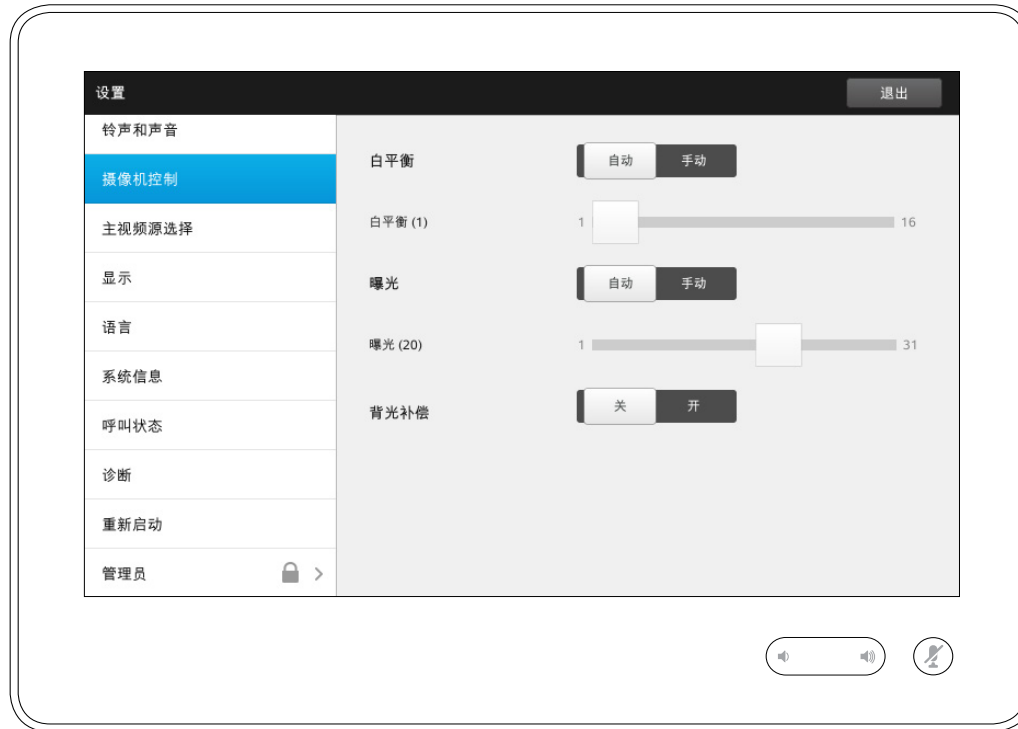 设置
退出
铃声和声音
摄像机控制
主视频源选择
显示
语言
系统信息
呼叫状态
诊断
重新启动
管理员
白平衡
自动 手动
白平衡 (1)
1 16
曝光
自动 手动
曝光 (20)
1 31
背光补偿
关 开